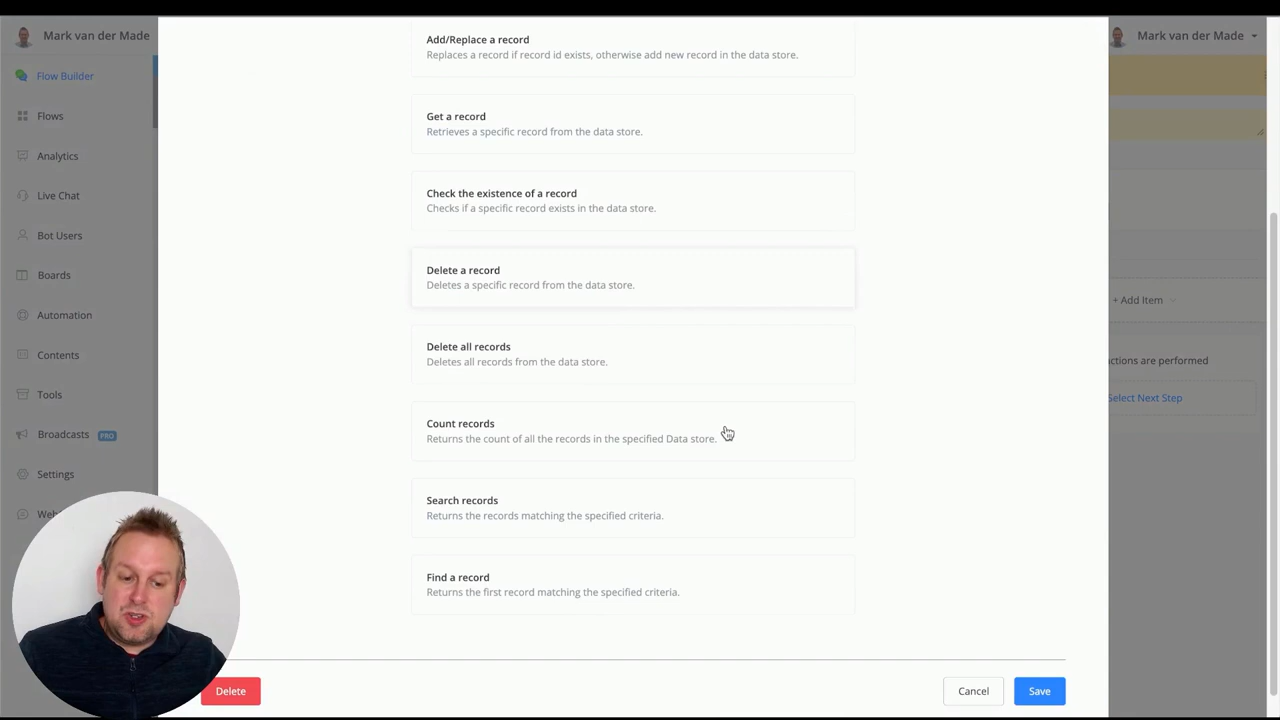 Mark van der Made
Flow Builder
Flows
Analytics
Live Chat
Bot Users
Boards
Automation
Contents
Tools
Broadcasts PRO
Settings
Add/Replace a record
Replaces a record if record id exists, otherwise add new record in the data store.
Get a record
Retrieves a specific record from the data store.
Check the existence of a record
Checks if a specific record exists in the data store.
Delete a record
Deletes a specific record from the data store.
Delete all records
Deletes all records from the data store.
Count records
Returns the count of all the records in the specified Data store.
Search records
Returns the records matching the specified criteria.
Find a record
Returns the first record matching the specified criteria.
Delete
Cancel
Save
Mark van der Made
+ Add Item
ctions are performed
Select Next Step